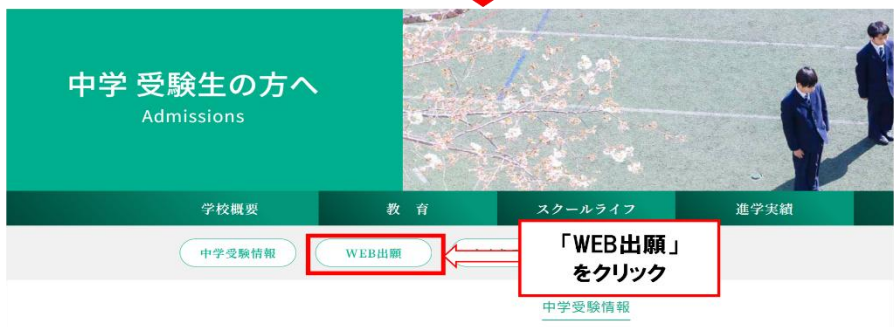 中学 受験生の方へ
Admissions
学校概要
教 育
スクールライフ
進学実績
中学受験情報
WEB出願
「WEB出願」
をクリック
中学受験情報